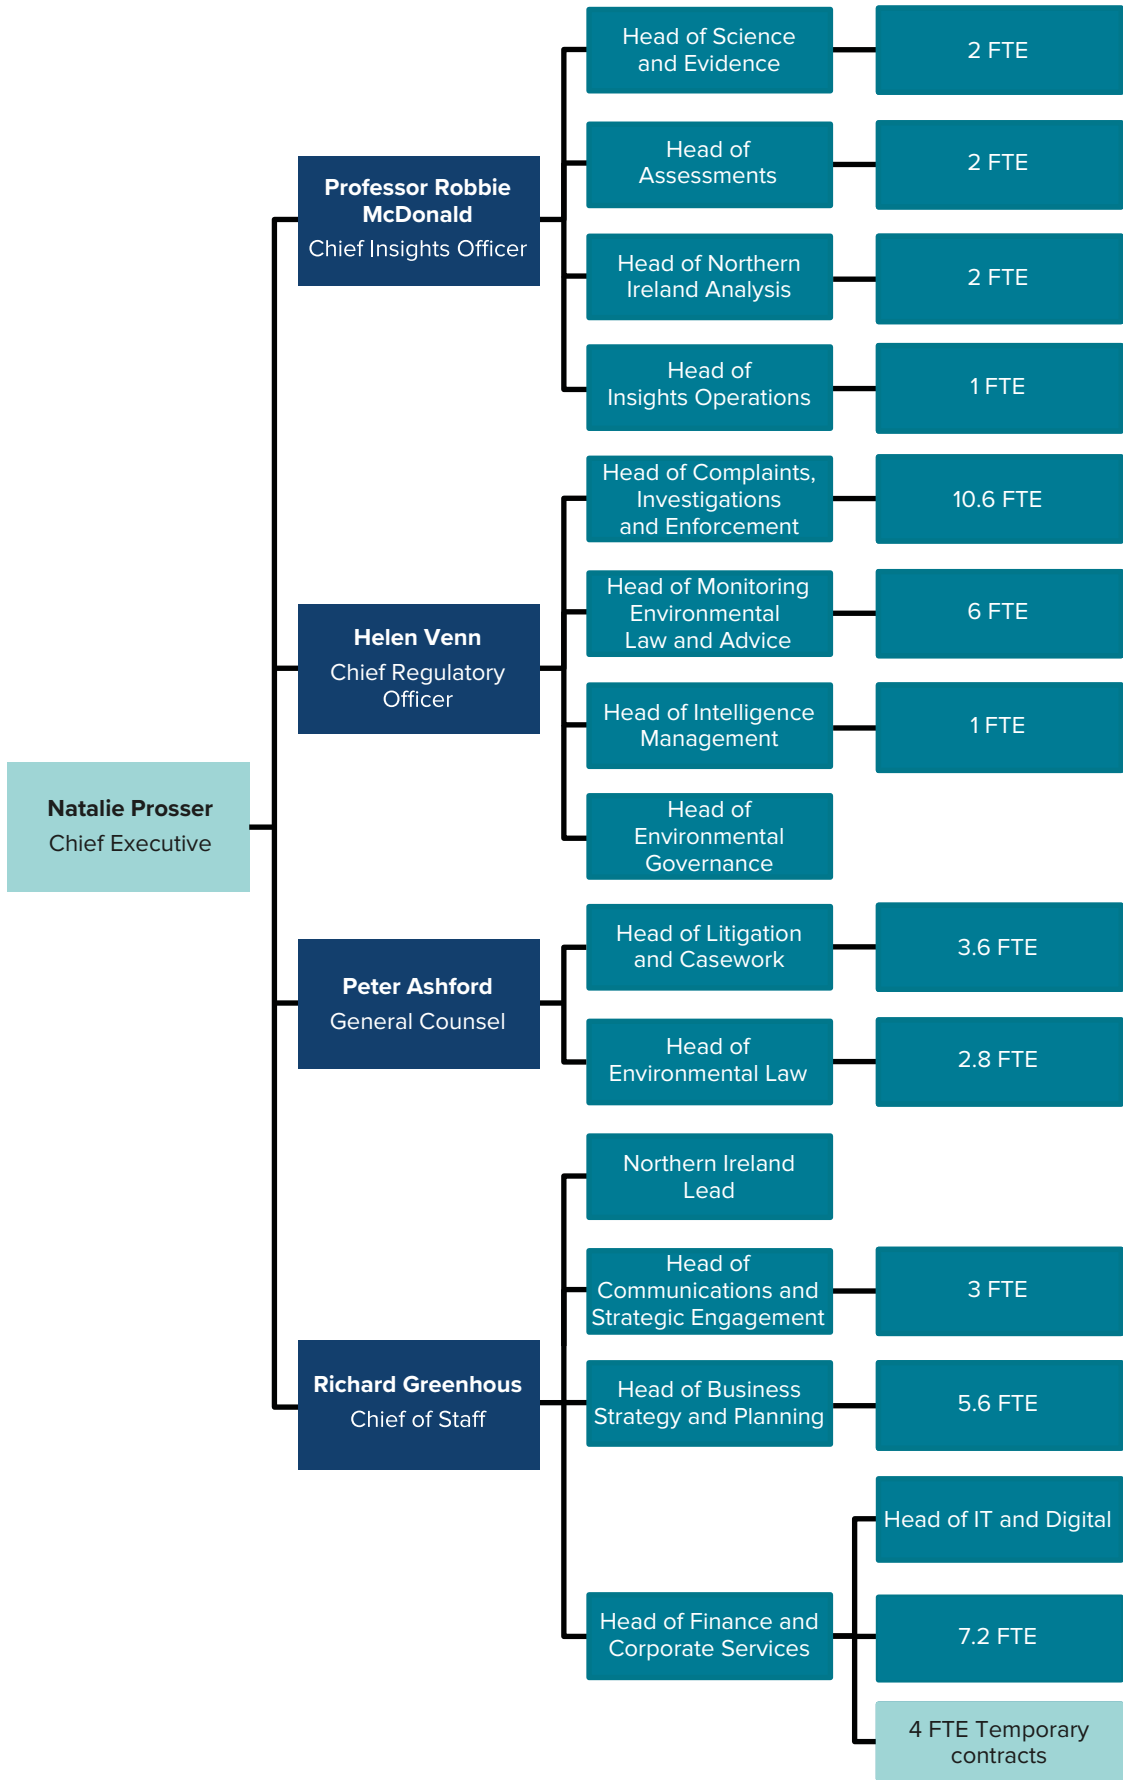 Natalie Prosser
Chief Executive
Professor Robbie
McDonald
Chief Insights Officer
Head of Science
and Evidence
2 FTE
Head of
Assessments
2 FTE
Head of Northern
Ireland Analysis
2 FTE
Head of
Insights Operations
1 FTE
Helen Venn
Chief Regulatory
Officer
Head of Complaints,
Investigations
and Enforcement
10.6 FTE
Head of Monitoring
Environmental
Law and Advice
6 FTE
Head of Intelligence
Management
1 FTE
Head of
Environmental
Governance
Peter Ashford
General Counsel
Head of Litigation
and Casework
3.6 FTE
Head of
Environmental Law
2.8 FTE
Richard Greenhous
Chief of Staff
Northern Ireland
Lead
Head of
Communications and
Strategic Engagement
3 FTE
Head of Business
Strategy and Planning
5.6 FTE
Head of Finance and
Corporate Services
Head of IT and Digital
7.2 FTE
4 FTE Temporary
contracts